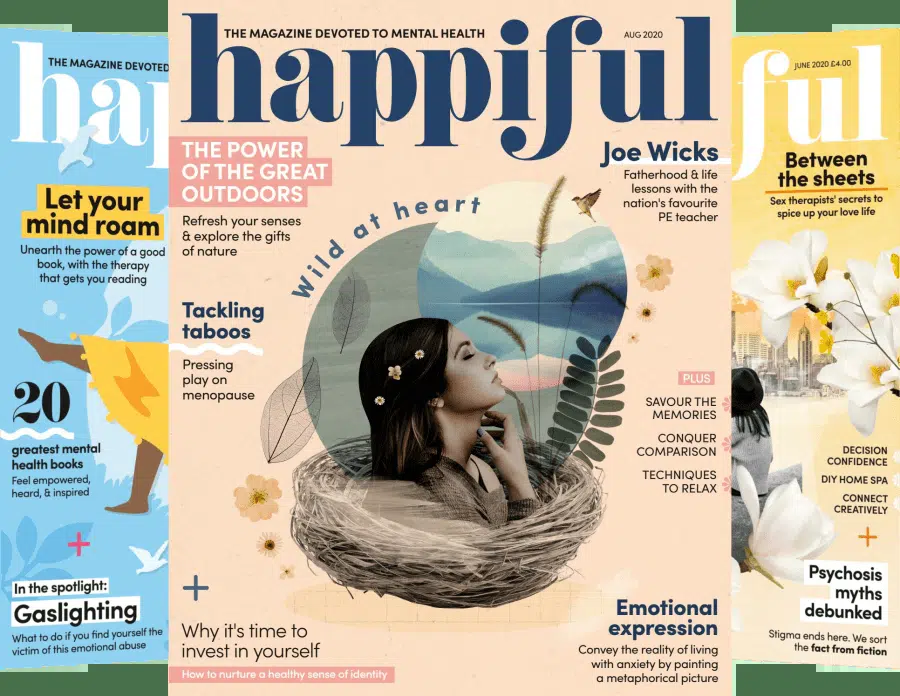 THE MAGAZINE DEVOTED
hap
Let your
mind roam
Unearth the power of a good
book, with the therapy
that gets you reading
20
greatest mental
health books
Feel empowered,
heard, & inspired
+
In the spotlight:
Gaslighting
What to do if you find yourself the
victim of this emotional abuse
THE MAGAZINE DEVOTED TO MENTAL HEALTH
AUG 2020
happiful
THE POWER
OF THE GREAT
OUTDOORS
Refresh your senses
& explore the gifts
of nature
Joe Wicks
Fatherhood & life
lessons with the
nation's favourite
PE teacher
Wild at heart
Tackling
taboos
Pressing
play on
menopause
PLUS
SAVOUR THE
MEMORIES
CONQUER
COMPARISON
TECHNIQUES
TO RELAX
+
Why it's time to
invest in yourself
How to nurture a healthy sense of identity
Emotional
expression
Convey the reality of living
with anxiety by painting
a metaphorical picture
JUNE 2020 £4.00
ful
Between
the sheets
Sex therapists' secrets to
spice up your love life
DECISION
CONFIDENCE
DIY HOME SPA
CONNECT
CREATIVELY
+
Psychosis
myths
debunked
Stigma ends here. We sort
the fact from fiction